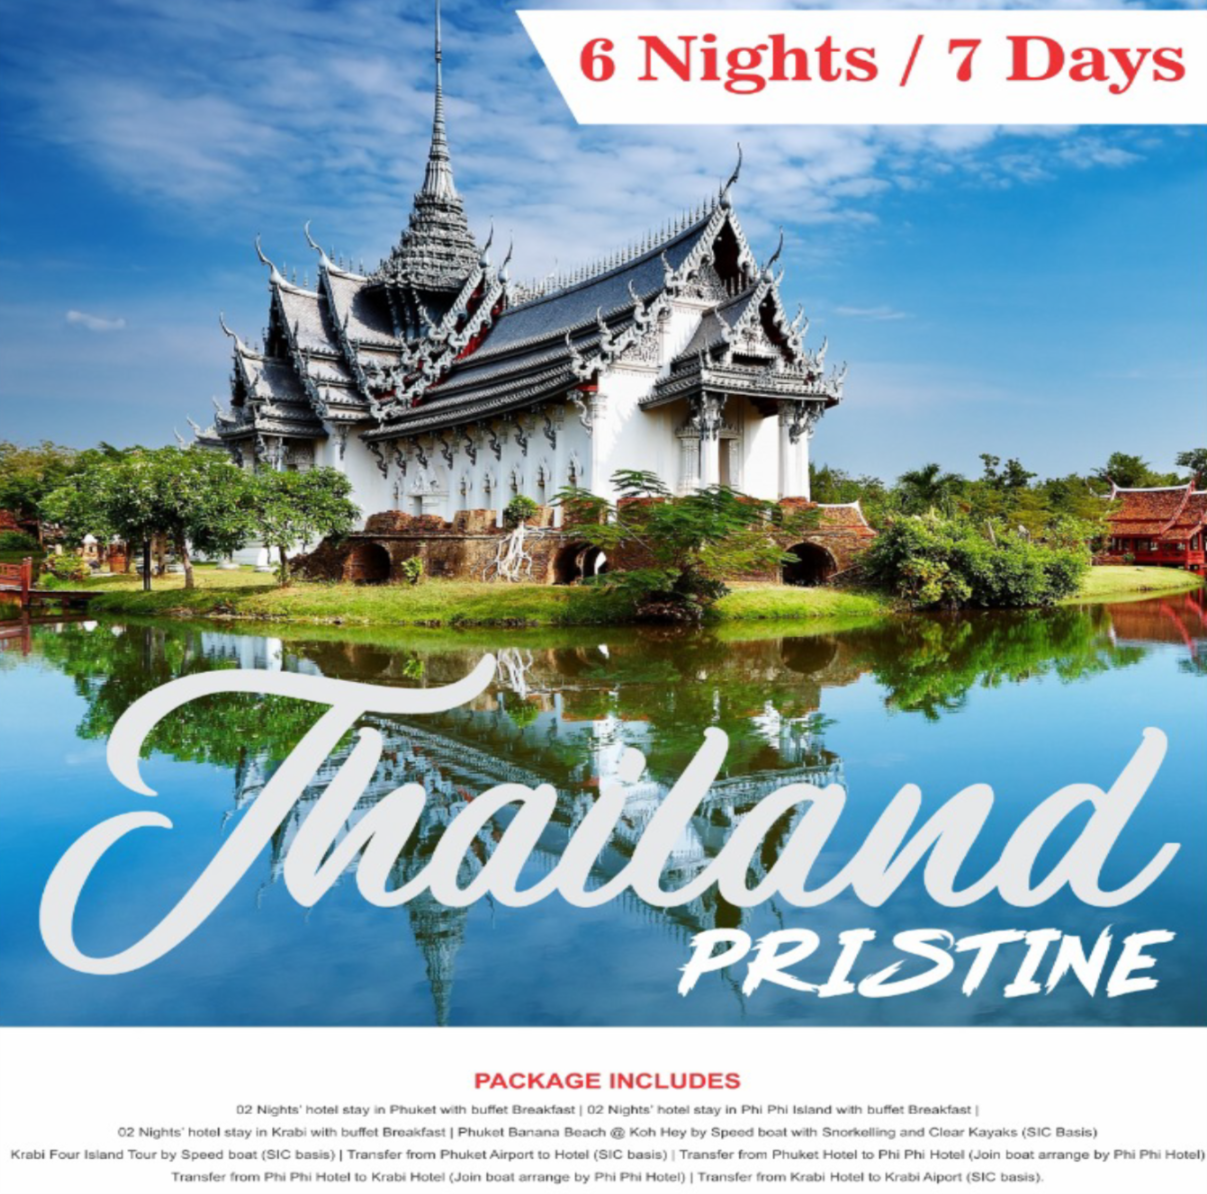 6 Nights / 7 Days
Thailand
PRISTINE
PACKAGE INCLUDES
02 Nights' hotel stay in Phuket with buffet Breakfast | 02 Nights' hotel stay in Phi Phi Island with buffet Breakfast |
02 Nights' hotel stay in Krabi with buffet Breakfast | Phuket Banana Beach @ Koh Hey by Speed boat with Snorkelling and Clear Kayaks (SIC Basis)
Krabi Four Island Tour by Speed boat (SIC basis) | Transfer from Phuket Airport to Hotel (SIC basis) | Transfer from Phuket Hotel to Phi Phi Hotel (Join boat arrange by Phi Phi Hotel)
Transfer from Phi Phi Hotel to Krabi Hotel (Join boat arrange by Phi Phi Hotel) | Transfer from Krabi Hotel to Krabi Aiport (SIC basis).